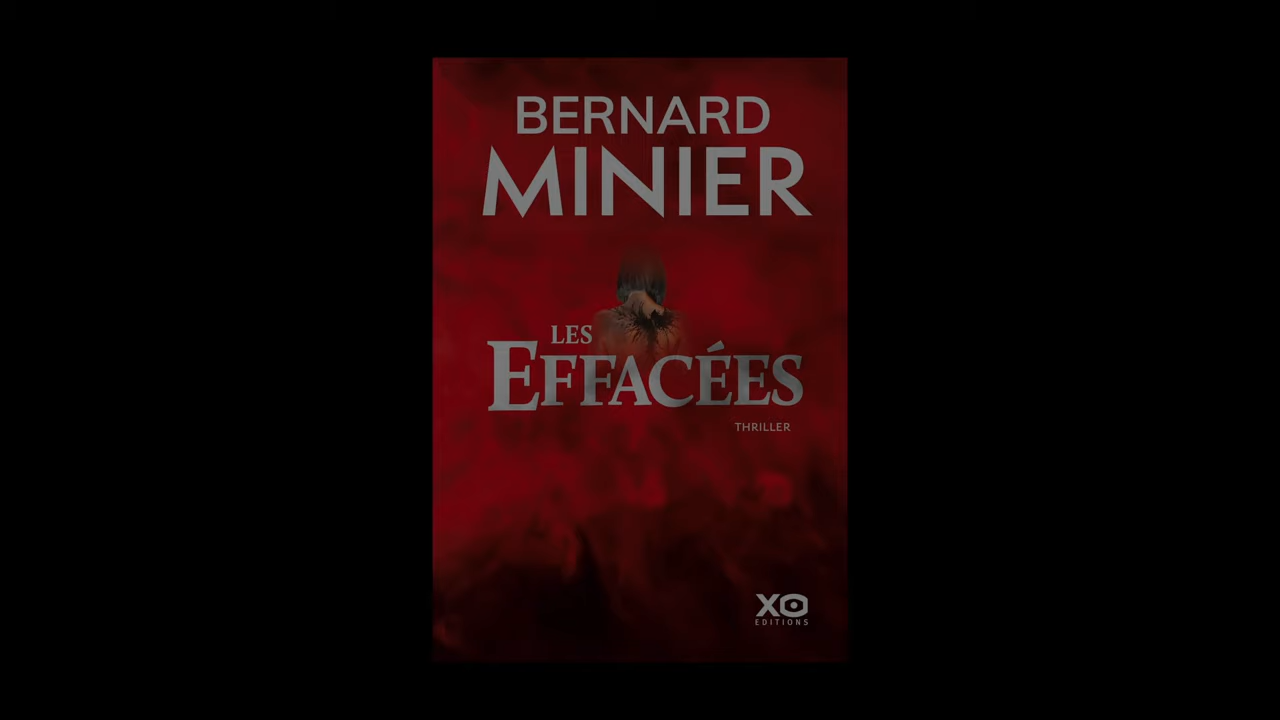 BERNARD
MINIER
LES
EFFACÉES
THRILLER
XO
EDITIONS